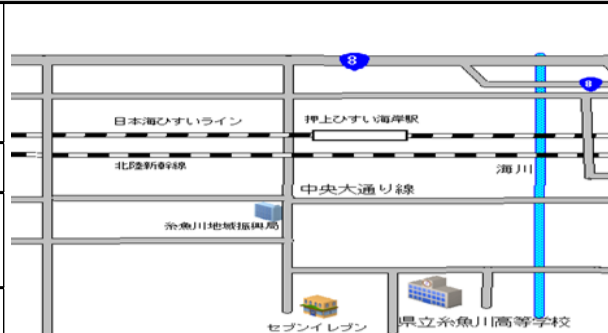 8
8
日本海ひすいライン
押上ひすい海岸駅
北陸新幹線
海川
中央大通り線
糸魚川地域振興局
セブンイレブン
県立糸魚川高等学校